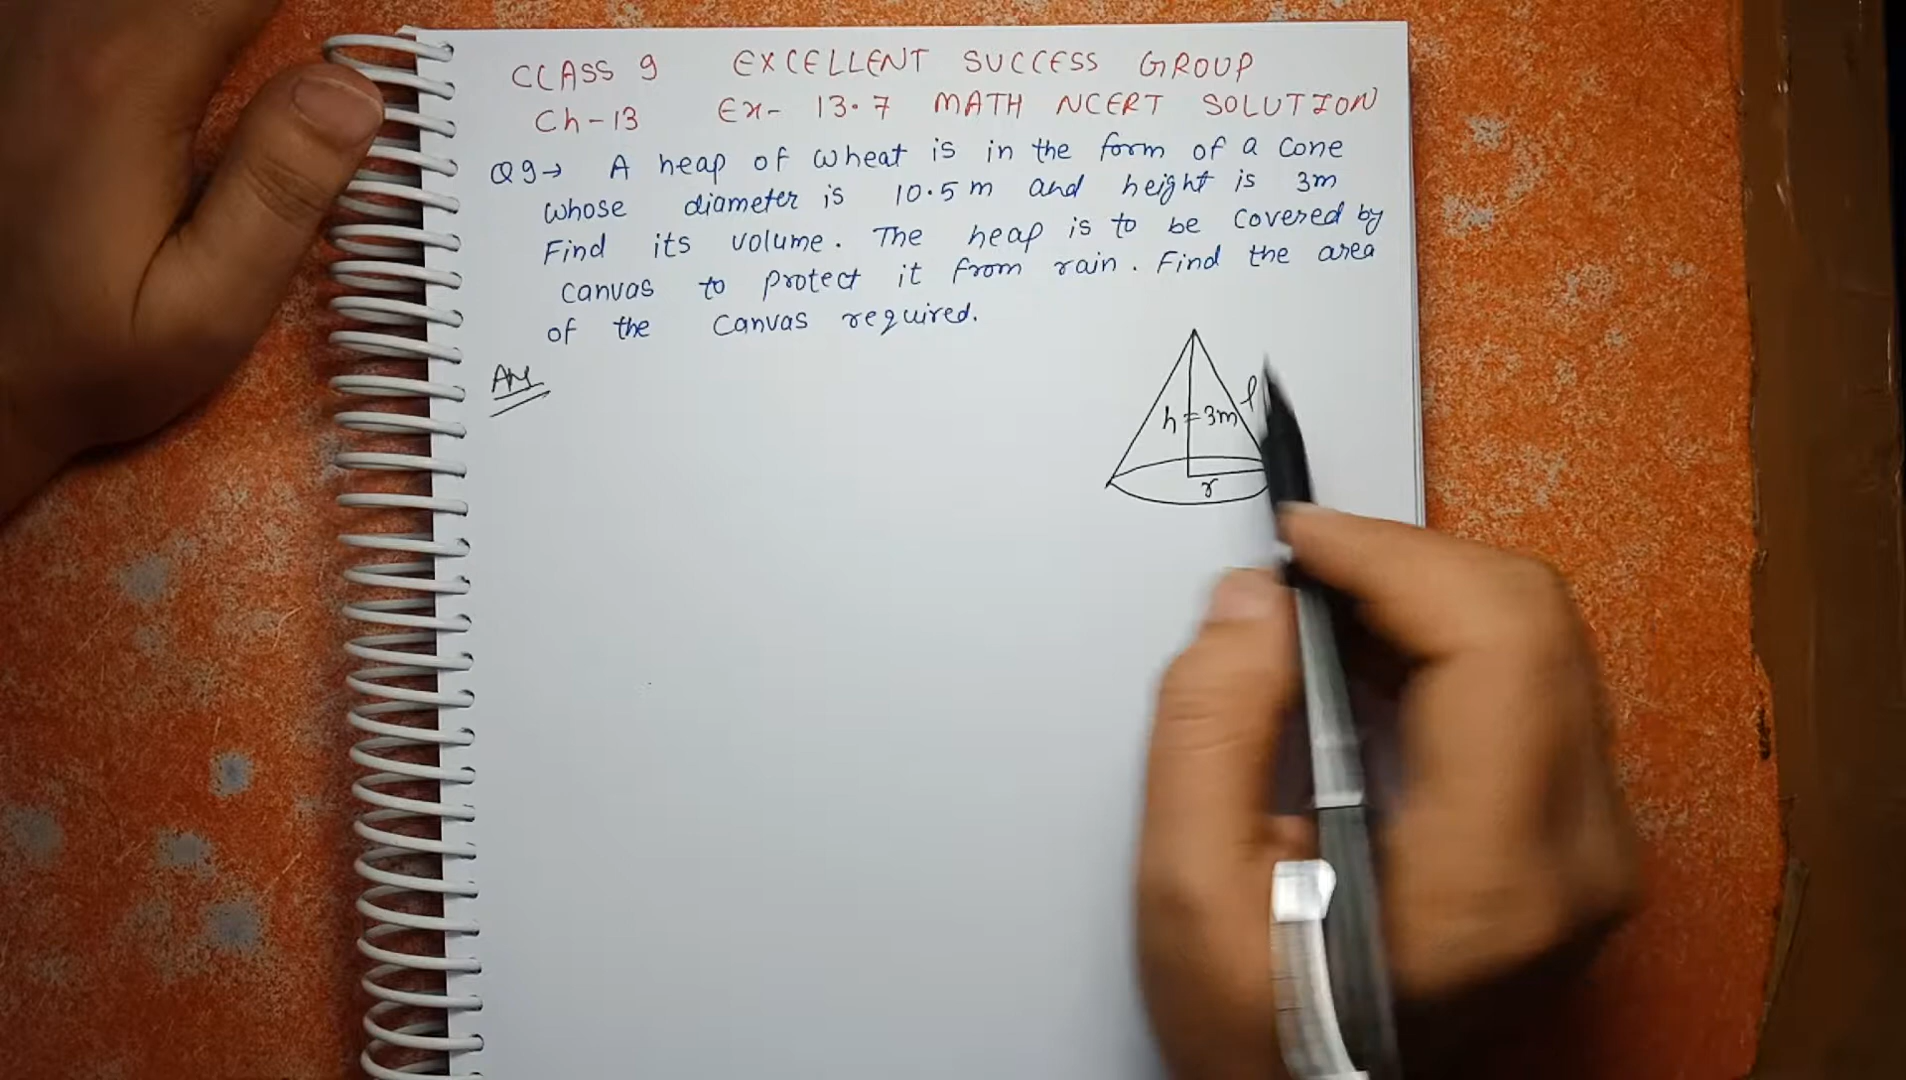 CLASS 9 EXCELLENT SUCCESS GROUP
Ch-13 Ex- 13.7 MATH NCERT SOLUTION
Q9→ A heap of wheat is in the form of a cone
whose diameter is 10.5 m and height is 3m
Find its volume. The heap is to be covered by
canvas to protect it from rain. Find the area
of the canvas required.
Ans
l
h = 3m
r